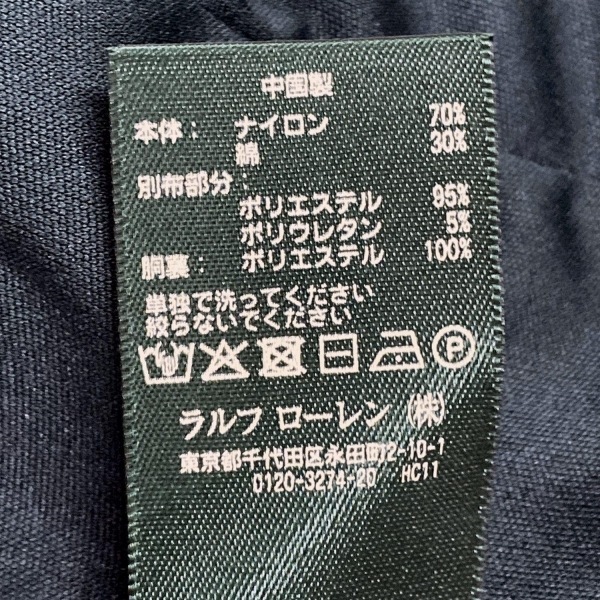 中国製
本体： ナイロン 70%
綿 30%
別布部分：
ポリエステル 95%
ポリウレタン 5%
胴裏： ポリエステル 100%
単独で洗ってください
絞らないでください
P
ラルフ ローレン (株)
東京都千代田区永田町2-10-1
0120-3274-20 HC11